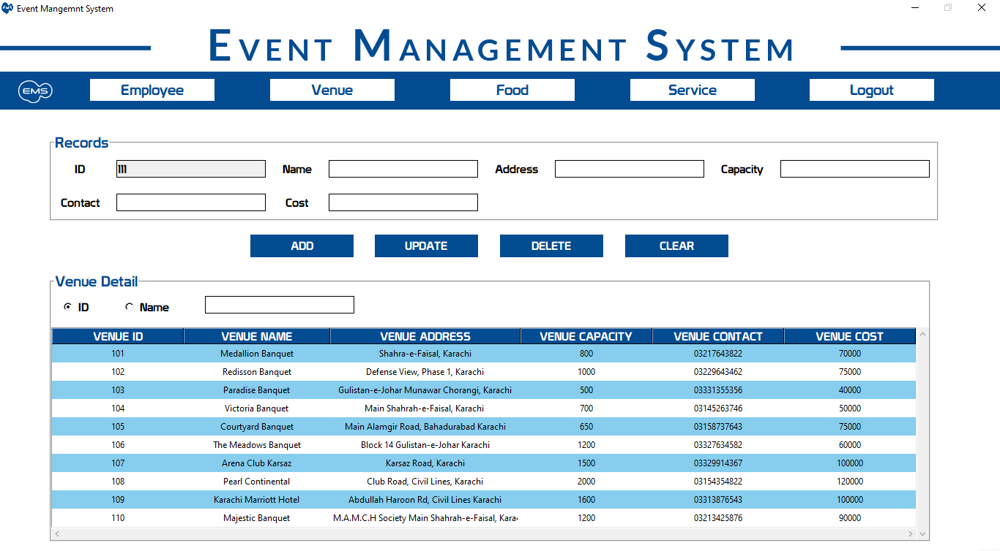 Event Mangemnt System
EVENT MANAGEMENT SYSTEM
EMS Employee Venue Food Service Logout
Records
ID 111 Name Address Capacity
Contact Cost
ADD UPDATE DELETE CLEAR
Venue Detail
ID Name
VENUE ID VENUE NAME VENUE ADDRESS VENUE CAPACITY VENUE CONTACT VENUE COST
101 Medallion Banquet Shahra-e-Faisal, Karachi 800 03217643822 70000
102 Redisson Banquet Defense View, Phase 1, Karachi 1000 03229643462 75000
103 Paradise Banquet Gulistan-e-Johar Munawar Chorangi, Karachi 500 03331355356 40000
104 Victoria Banquet Main Shahrah-e-Faisal, Karachi 700 03145263746 50000
105 Courtyard Banquet Main Alamgir Road, Bahadurabad Karachi 650 03158737643 75000
106 The Meadows Banquet Block 14 Gulistan-e-Johar Karachi 1200 03327634582 60000
107 Arena Club Karsaz Karsaz Road, Karachi 1500 03329914367 100000
108 Pearl Continental Club Road, Civil Lines, Karachi 2000 03154354822 120000
109 Karachi Marriott Hotel Abdullah Haroon Rd, Civil Lines Karachi 1600 03313876543 100000
110 Majestic Banquet M.A.M.C.H Society Main Shahrah-e-Faisal, Kara 1200 03213425876 90000